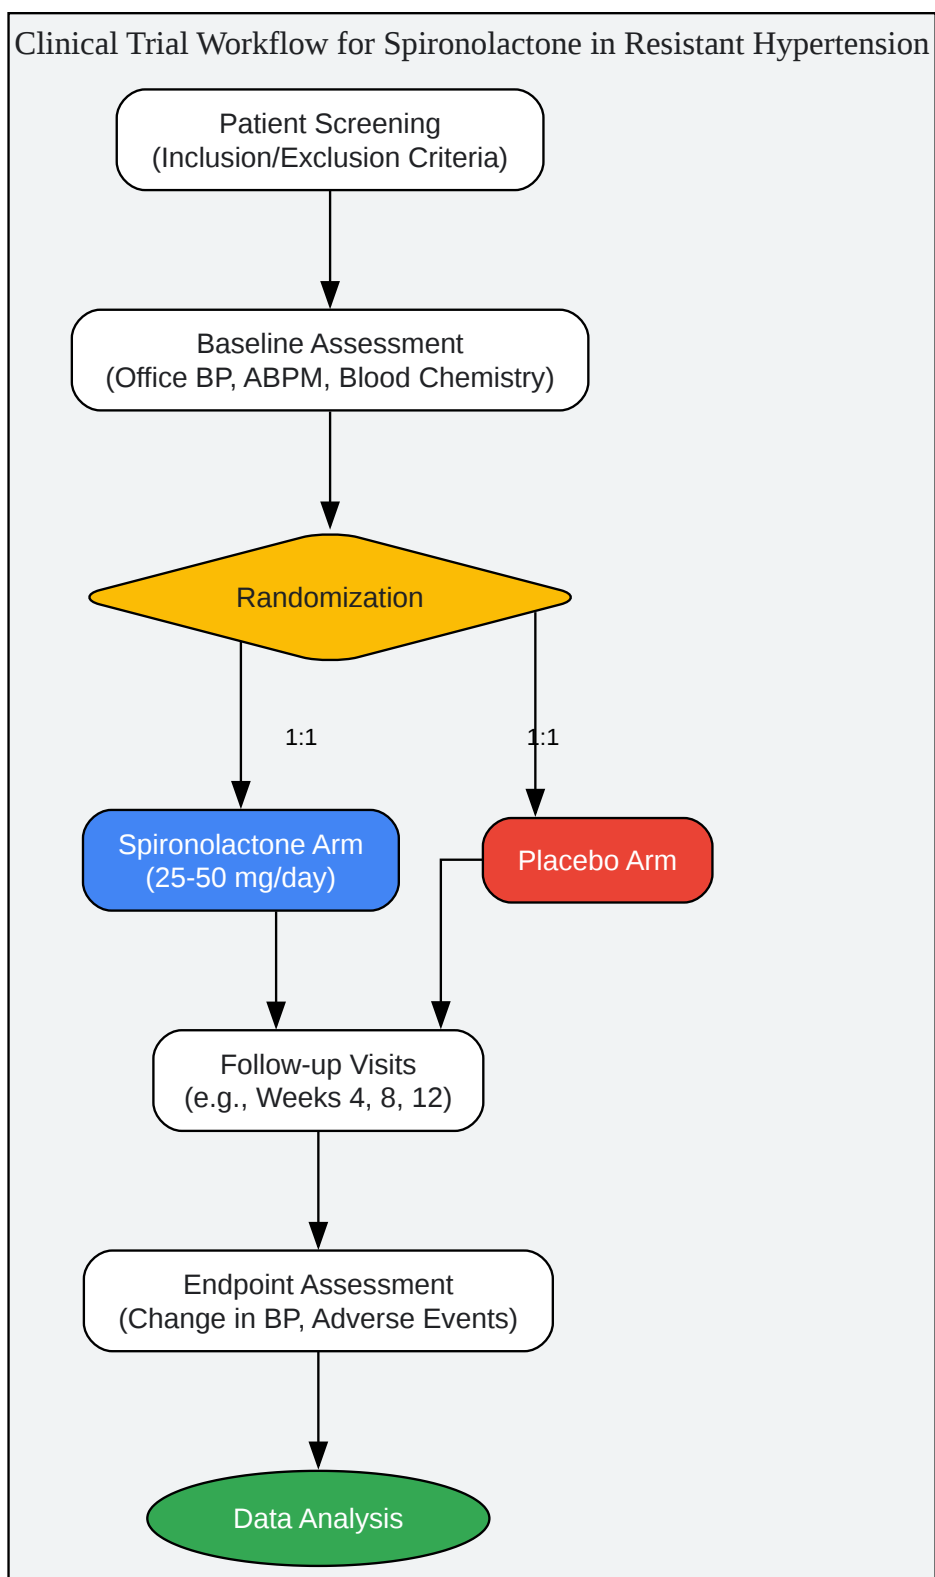 Clinical Trial Workflow for Spironolactone in Resistant Hypertension
Patient Screening
(Inclusion/Exclusion Criteria)
Baseline Assessment
(Office BP, ABPM, Blood Chemistry)
Randomization
1:1
1:1
Spironolactone Arm
(25-50 mg/day)
Placebo Arm
Follow-up Visits
(e.g., Weeks 4, 8, 12)
Endpoint Assessment
(Change in BP, Adverse Events)
Data Analysis